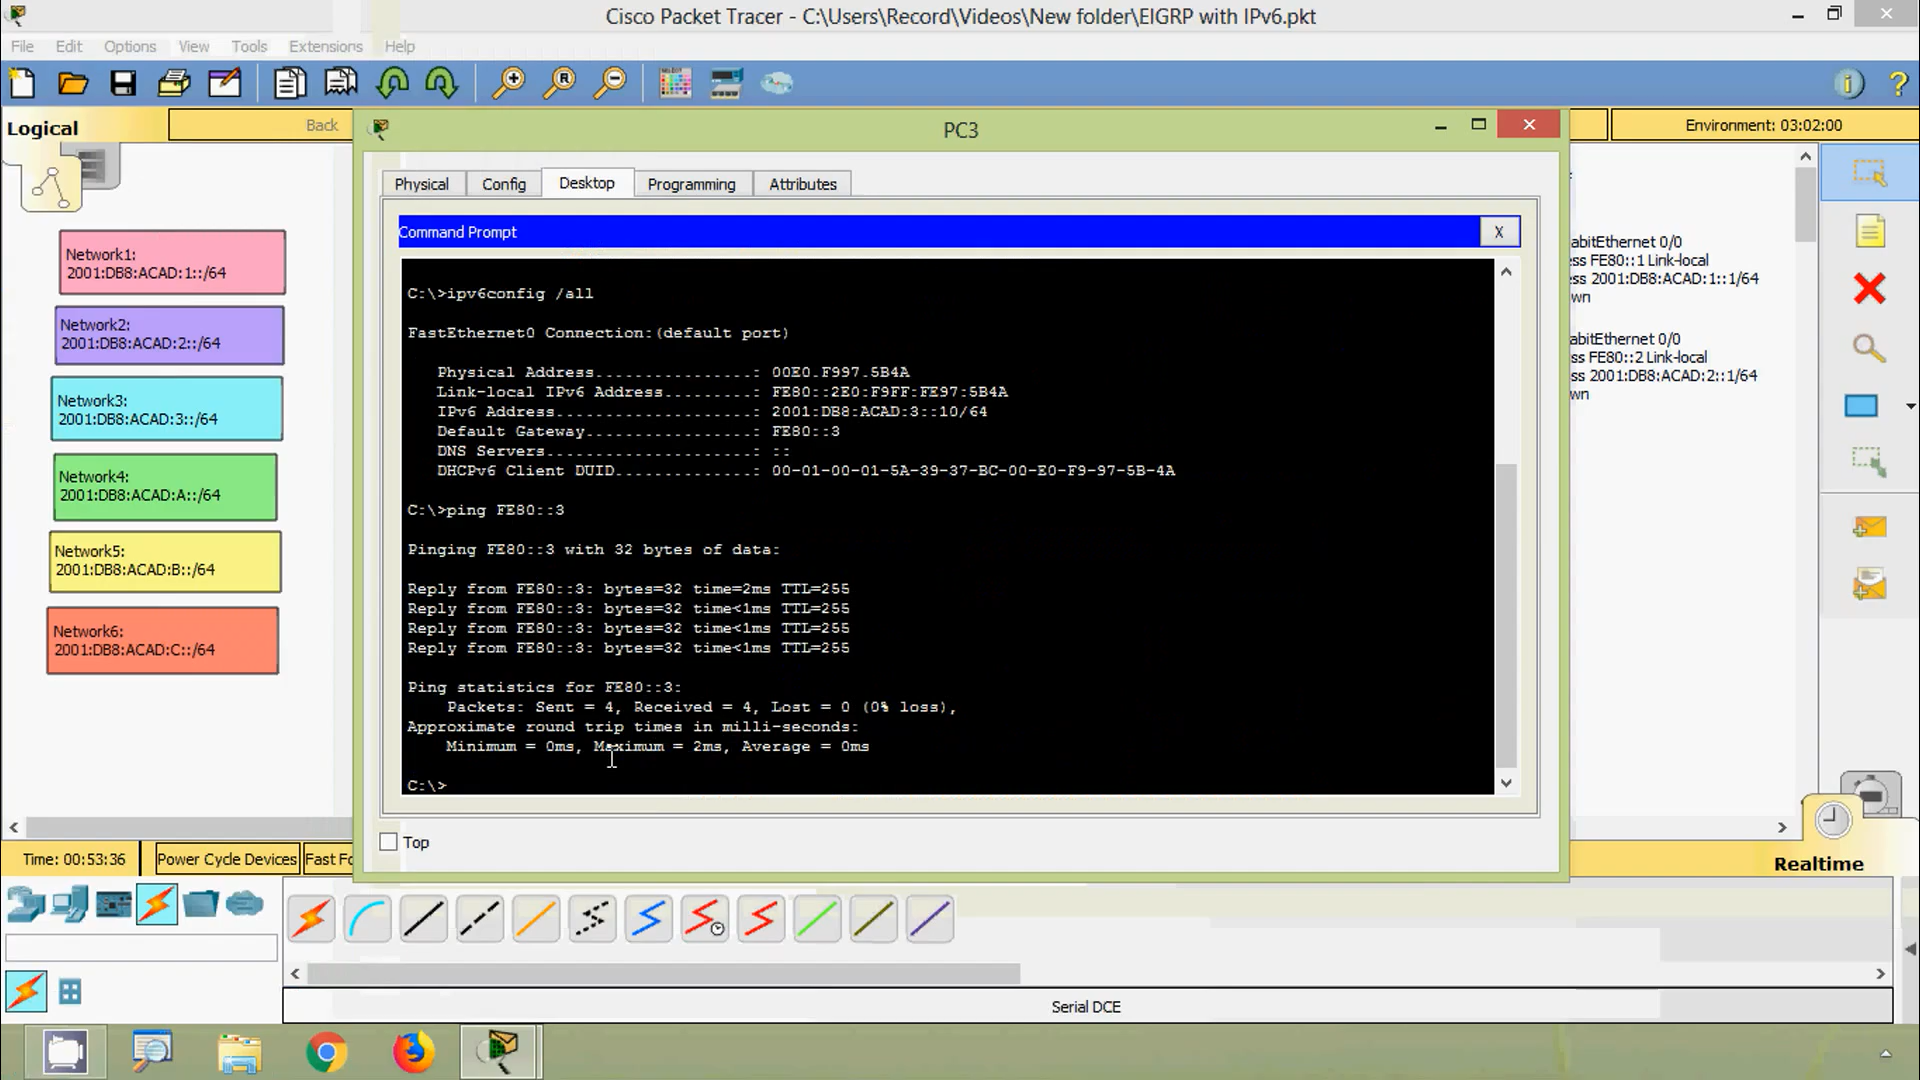 Cisco Packet Tracer - C:\Users\Record\Videos\New folder\EIGRP with IPv6.pkt
File Edit Options View Tools Extensions Help
Logical
Back
Environment: 03:02:00
PC3
Physical Config Desktop Programming Attributes
Command Prompt
X
Network1:
2001:DB8:ACAD:1::/64
Network2:
2001:DB8:ACAD:2::/64
Network3:
2001:DB8:ACAD:3::/64
Network4:
2001:DB8:ACAD:A::/64
Network5:
2001:DB8:ACAD:B::/64
Network6:
2001:DB8:ACAD:C::/64
C:\>ipv6config /all
FastEthernet0 Connection:(default port)
Physical Address................: 00E0.F997.5B4A
Link-local IPv6 Address.........: FE80::2E0:F9FF:FE97:5B4A
IPv6 Address....................: 2001:DB8:ACAD:3::10/64
Default Gateway.................: FE80::3
DNS Servers.....................: ::
DHCPv6 Client DUID..............: 00-01-00-01-5A-39-37-BC-00-E0-F9-97-5B-4A
C:\>ping FE80::3
Pinging FE80::3 with 32 bytes of data:
Reply from FE80::3: bytes=32 time=2ms TTL=255
Reply from FE80::3: bytes=32 time<1ms TTL=255
Reply from FE80::3: bytes=32 time<1ms TTL=255
Reply from FE80::3: bytes=32 time<1ms TTL=255
Ping statistics for FE80::3:
Packets: Sent = 4, Received = 4, Lost = 0 (0% loss),
Approximate round trip times in milli-seconds:
Minimum = 0ms, Maximum = 2ms, Average = 0ms
C:\>
abitEthernet 0/0
ss FE80::1 Link-local
ss 2001:DB8:ACAD:1::1/64
wn
abitEthernet 0/0
ess FE80::2 Link-local
ess 2001:DB8:ACAD:2::1/64
wn
Top
Time: 00:53:36
Power Cycle Devices
Fast Fo
Realtime
Serial DCE